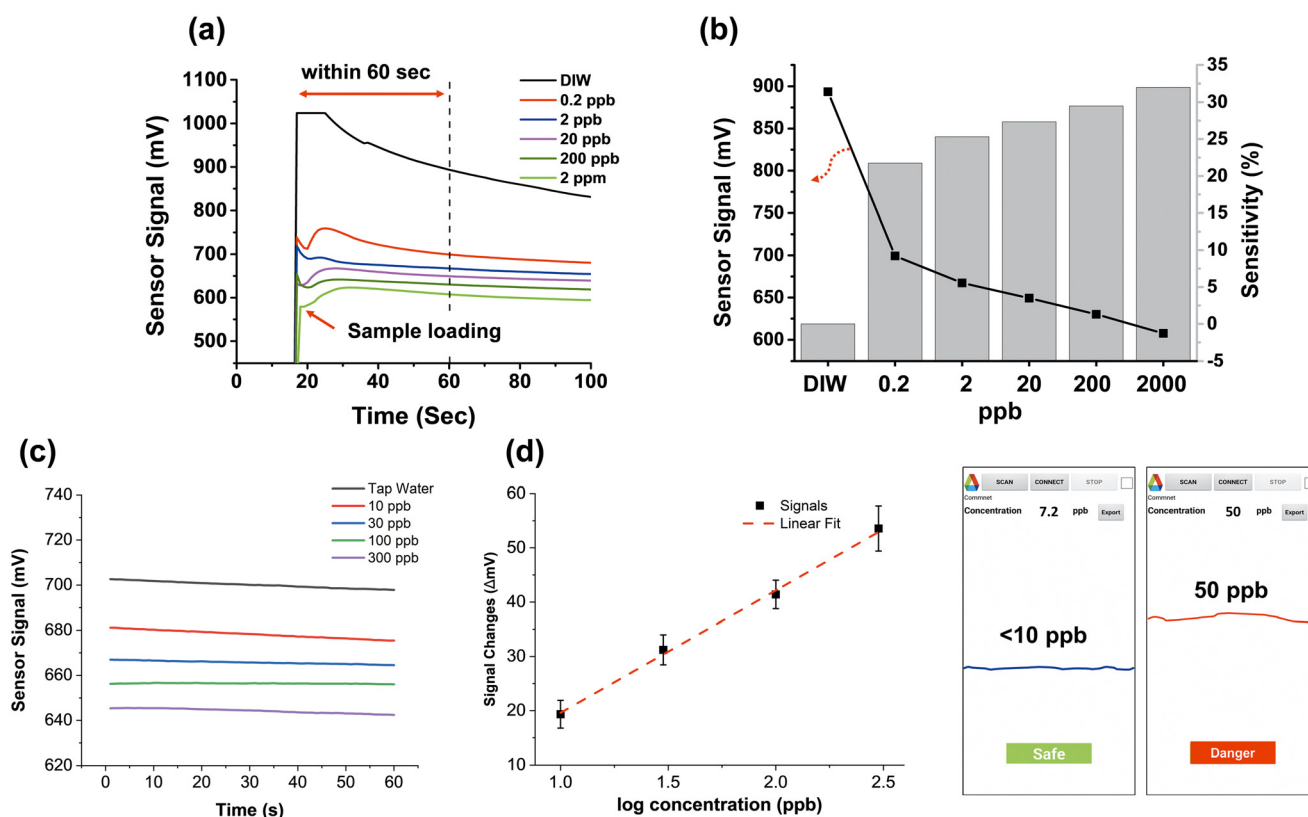 (a)
within 60 sec
1100
1000
900
800
700
600
500
Sensor Signal (mV)
DIW
0.2 ppb
2 ppb
20 ppb
200 ppb
2 ppm
Sample loading
0 20 40 60 80 100
Time (Sec)
(b)
900
850
800
750
700
650
600
Sensor Signal (mV)
35
30
25
20
15
10
5
0
-5
Sensitivity (%)
DIW 0.2 2 20 200 2000
ppb
(c)
740
720
700
680
660
640
620
Sensor Signal (mV)
Tap Water
10 ppb
30 ppb
100 ppb
300 ppb
0 10 20 30 40 50 60
Time (s)
(d)
60
50
40
30
20
10
Signal Changes (ΔmV)
Signals
Linear Fit
1.0 1.5 2.0 2.5
log concentration (ppb)
SCAN CONNECT STOP
Commnet
Concentration 7.2 ppb Export
<10 ppb
Safe
SCAN CONNECT STOP
Commnet
Concentration 50 ppb Export
50 ppb
Danger